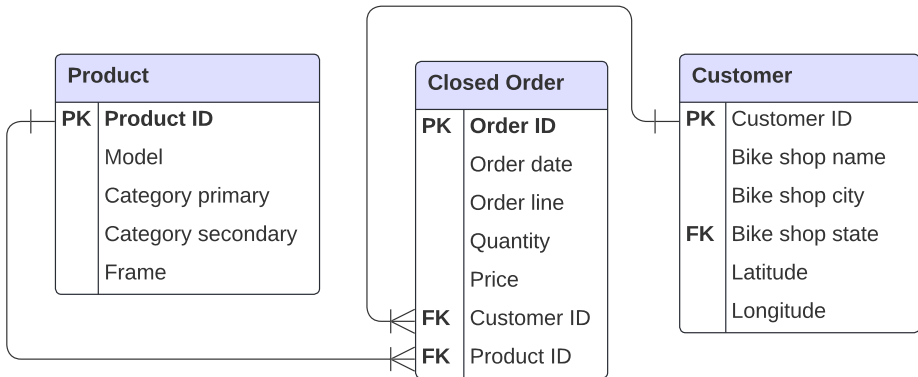 Product
PK Product ID
Model
Category primary
Category secondary
Frame
Closed Order
PK Order ID
Order date
Order line
Quantity
Price
FK Customer ID
FK Product ID
Customer
PK Customer ID
Bike shop name
Bike shop city
FK Bike shop state
Latitude
Longitude